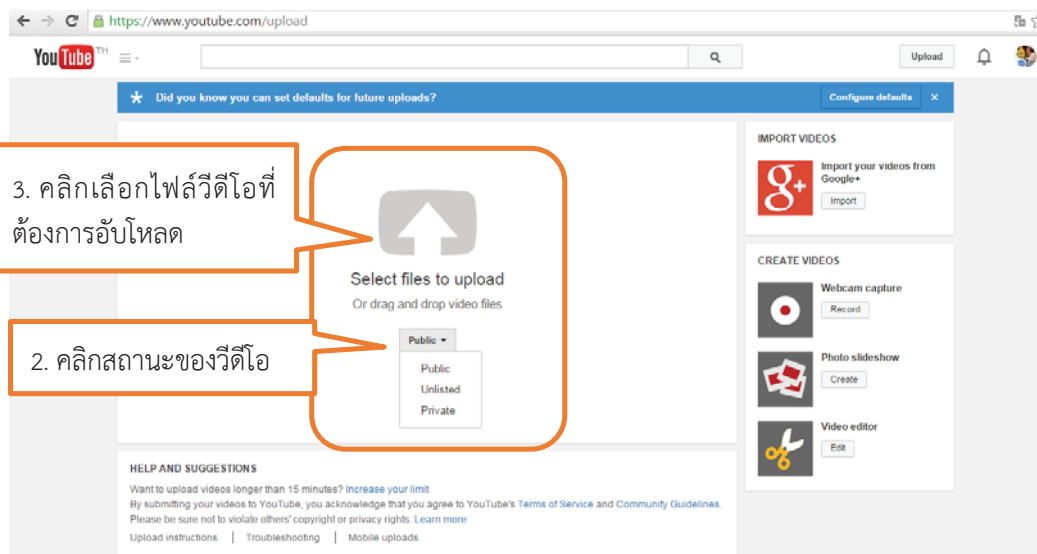 https://www.youtube.com/upload
YouTube TH
Upload
Did you know you can set defaults for future uploads?
Configure defaults ×
3. คลิกเลือกไฟล์วีดีโอที่
ต้องการอับโหลด
Select files to upload
Or drag and drop video files
2. คลิกสถานะของวีดีโอ
Public
Public
Unlisted
Private
IMPORT VIDEOS
Import your videos from
Google+
Import
CREATE VIDEOS
Webcam capture
Record
Photo slideshow
Create
Video editor
Edit
HELP AND SUGGESTIONS
Want to upload videos longer than 15 minutes? Increase your limit
By submitting your videos to YouTube, you acknowledge that you agree to YouTube's Terms of Service and Community Guidelines.
Please be sure not to violate others' copyright or privacy rights. Learn more
Upload instructions | Troubleshooting | Mobile uploads